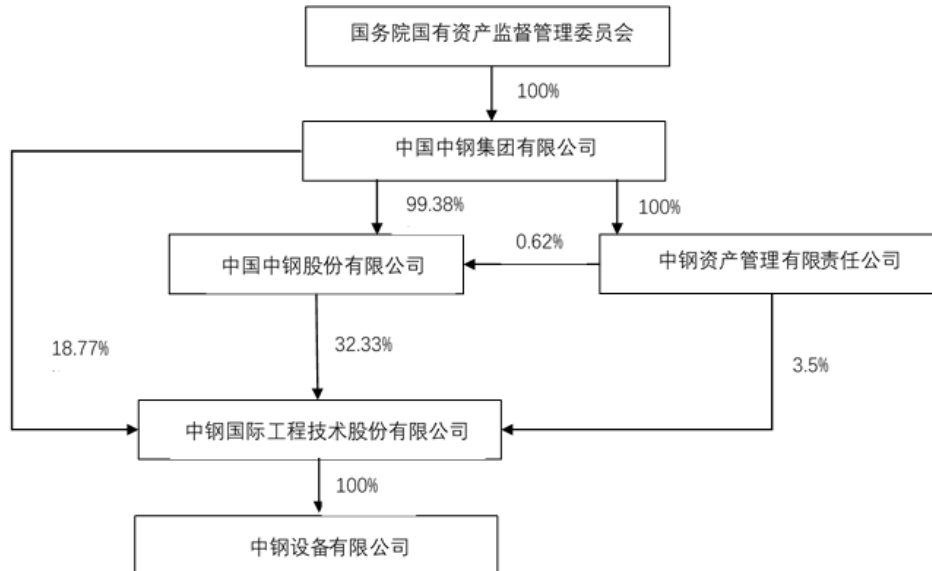 国务院国有资产监督管理委员会
100%
中国中钢集团有限公司
99.38%
100%
0.62%
中国中钢股份有限公司
中钢资产管理有限责任公司
18.77%
32.33%
3.5%
中钢国际工程技术股份有限公司
100%
中钢设备有限公司